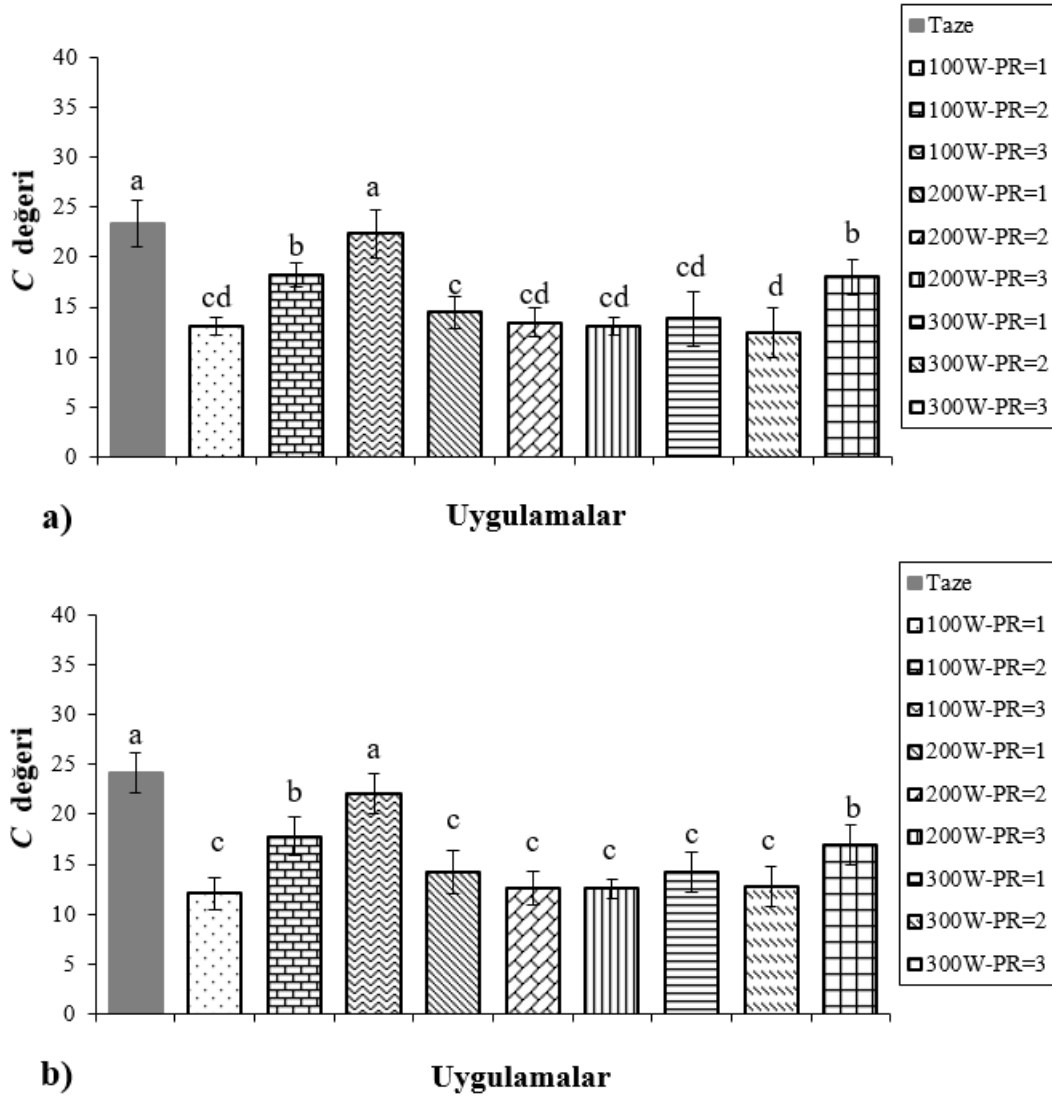 Taze
100W-PR=1
100W-PR=2
100W-PR=3
200W-PR=1
200W-PR=2
200W-PR=3
300W-PR=1
300W-PR=2
300W-PR=3
C değeri
40
35
30
25
20
15
10
5
0
a
cd
b
a
c
cd
cd
cd
d
b
a)
Uygulamalar
Taze
100W-PR=1
100W-PR=2
100W-PR=3
200W-PR=1
200W-PR=2
200W-PR=3
300W-PR=1
300W-PR=2
300W-PR=3
C değeri
40
35
30
25
20
15
10
5
0
a
c
b
a
c
c
c
c
c
b
b)
Uygulamalar